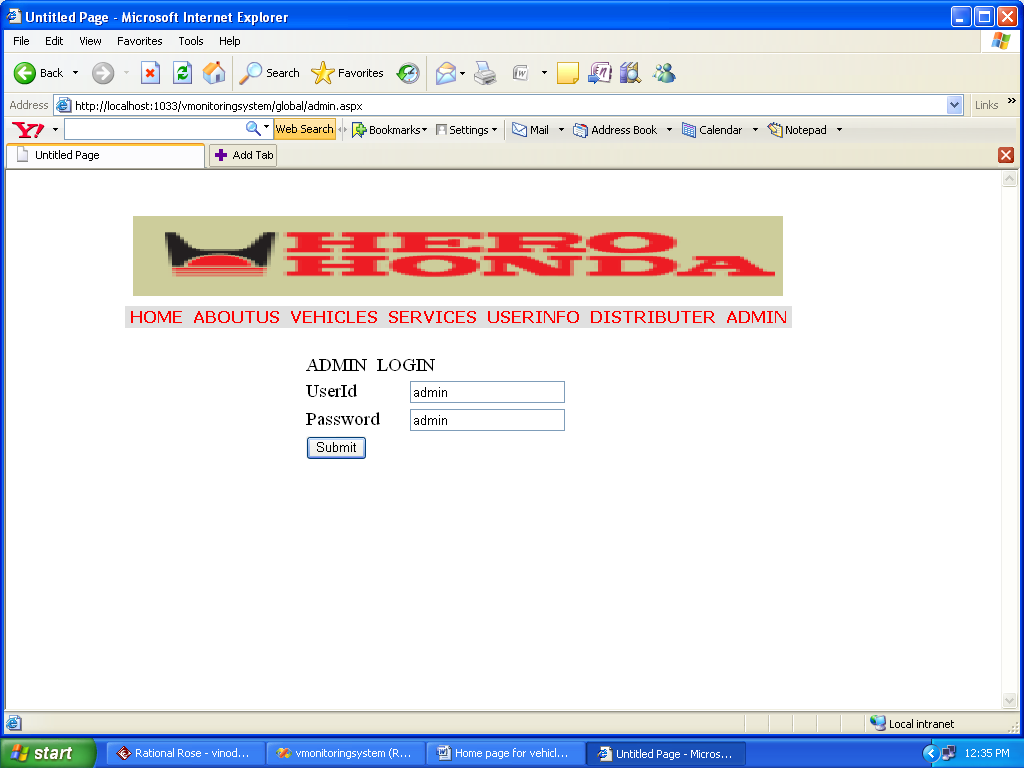 Untitled Page - Microsoft Internet Explorer
File Edit View Favorites Tools Help
Back Search Favorites
Address http://localhost:1033/vmonitoringsystem/global/admin.aspx Links »
Y! Web Search Bookmarks Settings Mail Address Book Calendar Notepad
Untitled Page Add Tab
HERO
HONDA
HOME ABOUTUS VEHICLES SERVICES USERINFO DISTRIBUTER ADMIN
ADMIN LOGIN
UserId admin
Password admin
Submit
Local intranet
start Rational Rose - vinod... vmonitoringsystem (R... Home page for vehicl... Untitled Page - Micros... 12:35 PM